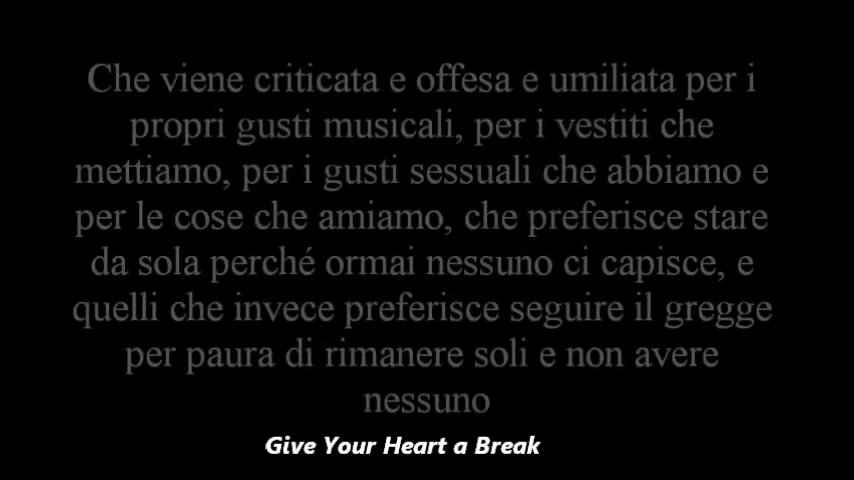 Che viene criticata e offesa e umiliata per i
propri gusti musicali, per i vestiti che
mettiamo, per i gusti sessuali che abbiamo e
per le cose che amiamo, che preferisce stare
da sola perché ormai nessuno ci capisce, e
quelli che invece preferisce seguire il gregge
per paura di rimanere soli e non avere
nessuno
Give Your Heart a Break